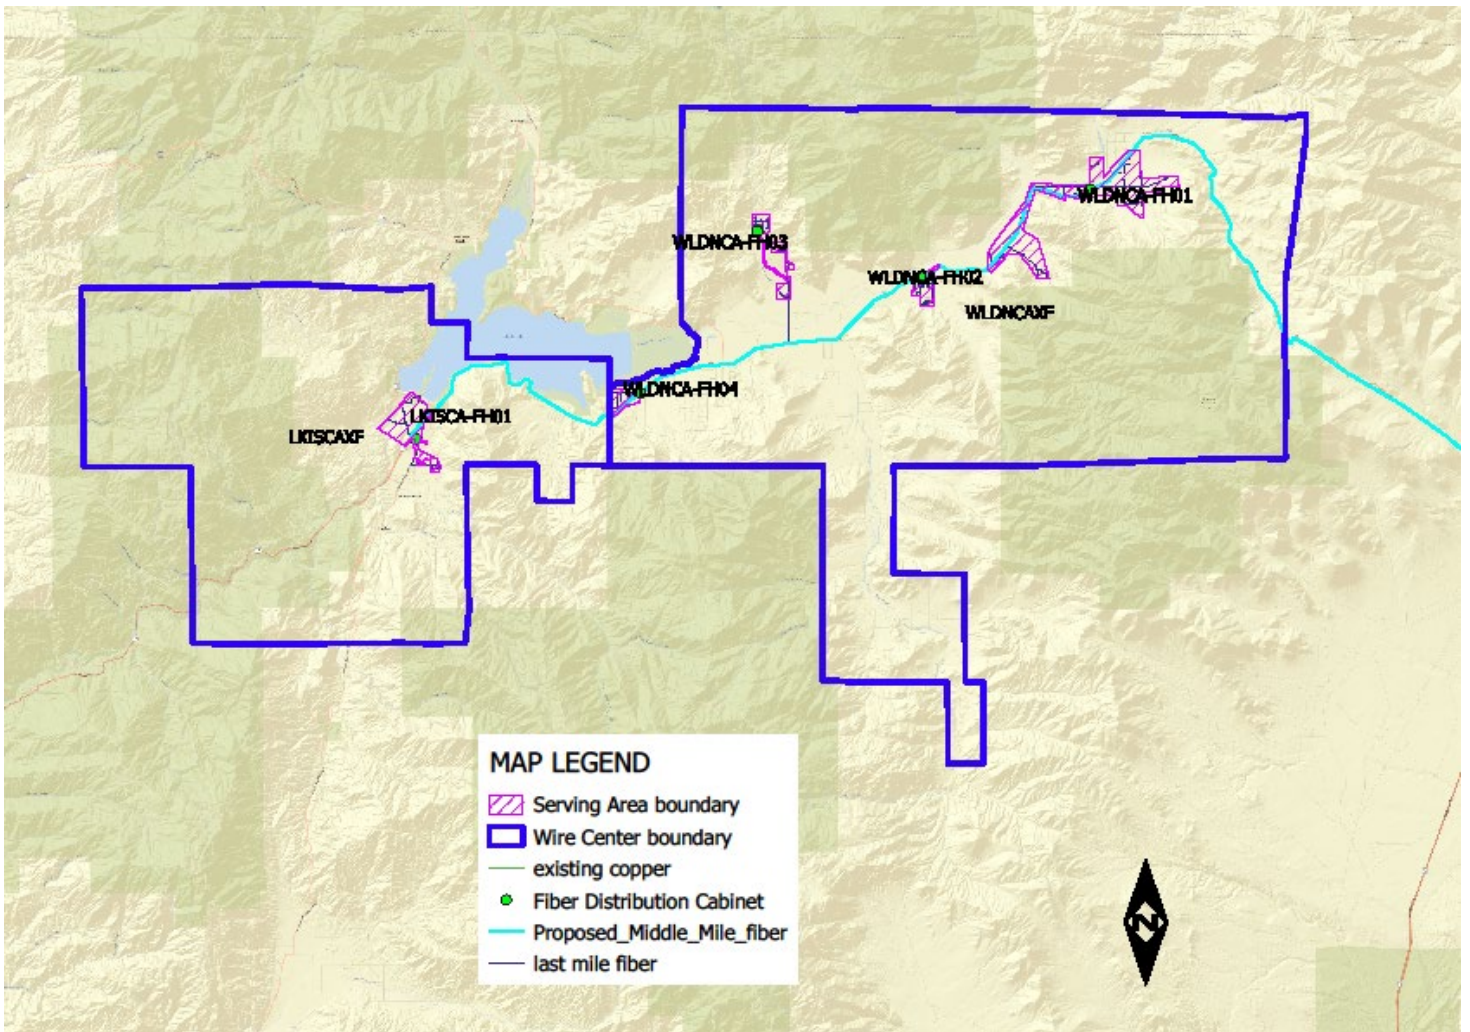 WLDNCA-FH01
WLDNCA-FH03
WLDNCA-FH02
WLDNCAXF
WLDNCA-FH04
LKISCA-FH01
LKISCAXF
MAP LEGEND
Serving Area boundary
Wire Center boundary
existing copper
Fiber Distribution Cabinet
Proposed_Middle_Mile_fiber
last mile fiber
N